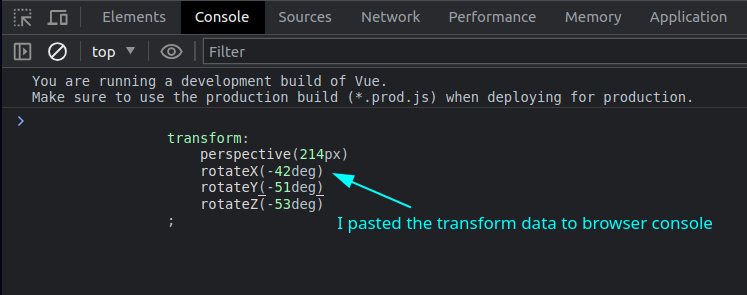 Elements Console Sources Network Performance Memory Application
top Filter
You are running a development build of Vue.
Make sure to use the production build (*.prod.js) when deploying for production.
transform:
perspective(214px)
rotateX(-42deg)
rotateY(-51deg)
rotateZ(-53deg)
;
I pasted the transform data to browser console